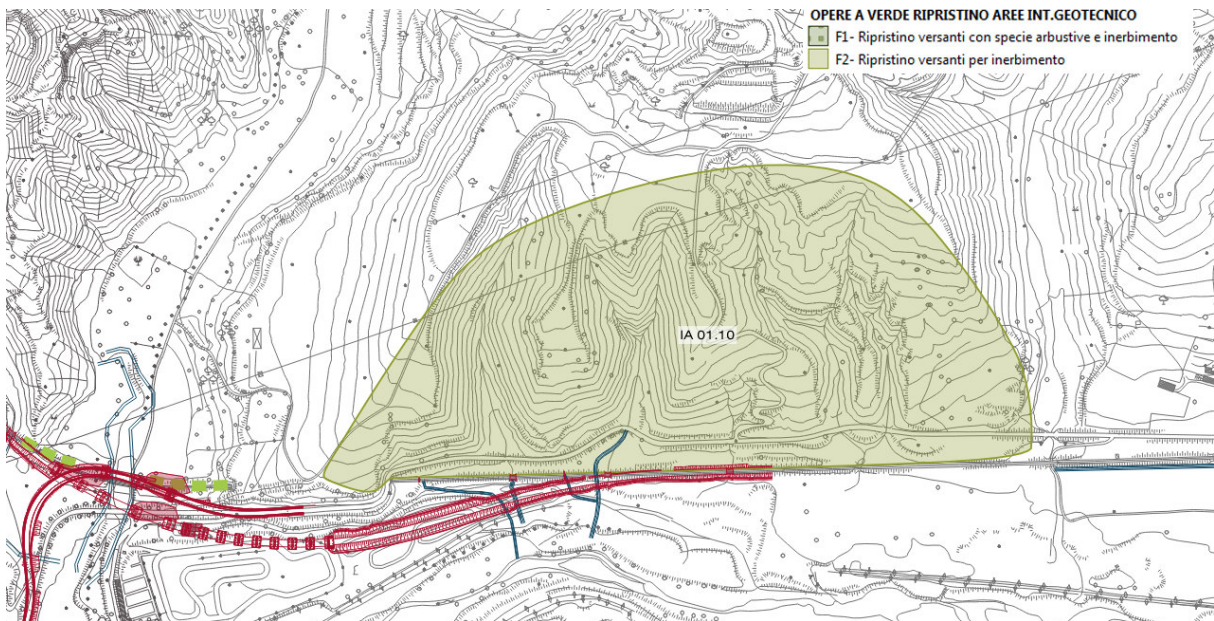 OPERE A VERDE RIPRISTINO AREE INT.GEOTECNICO
F1- Ripristino versanti con specie arbustive e inerbimento
F2- Ripristino versanti per inerbimento
IA 01.10